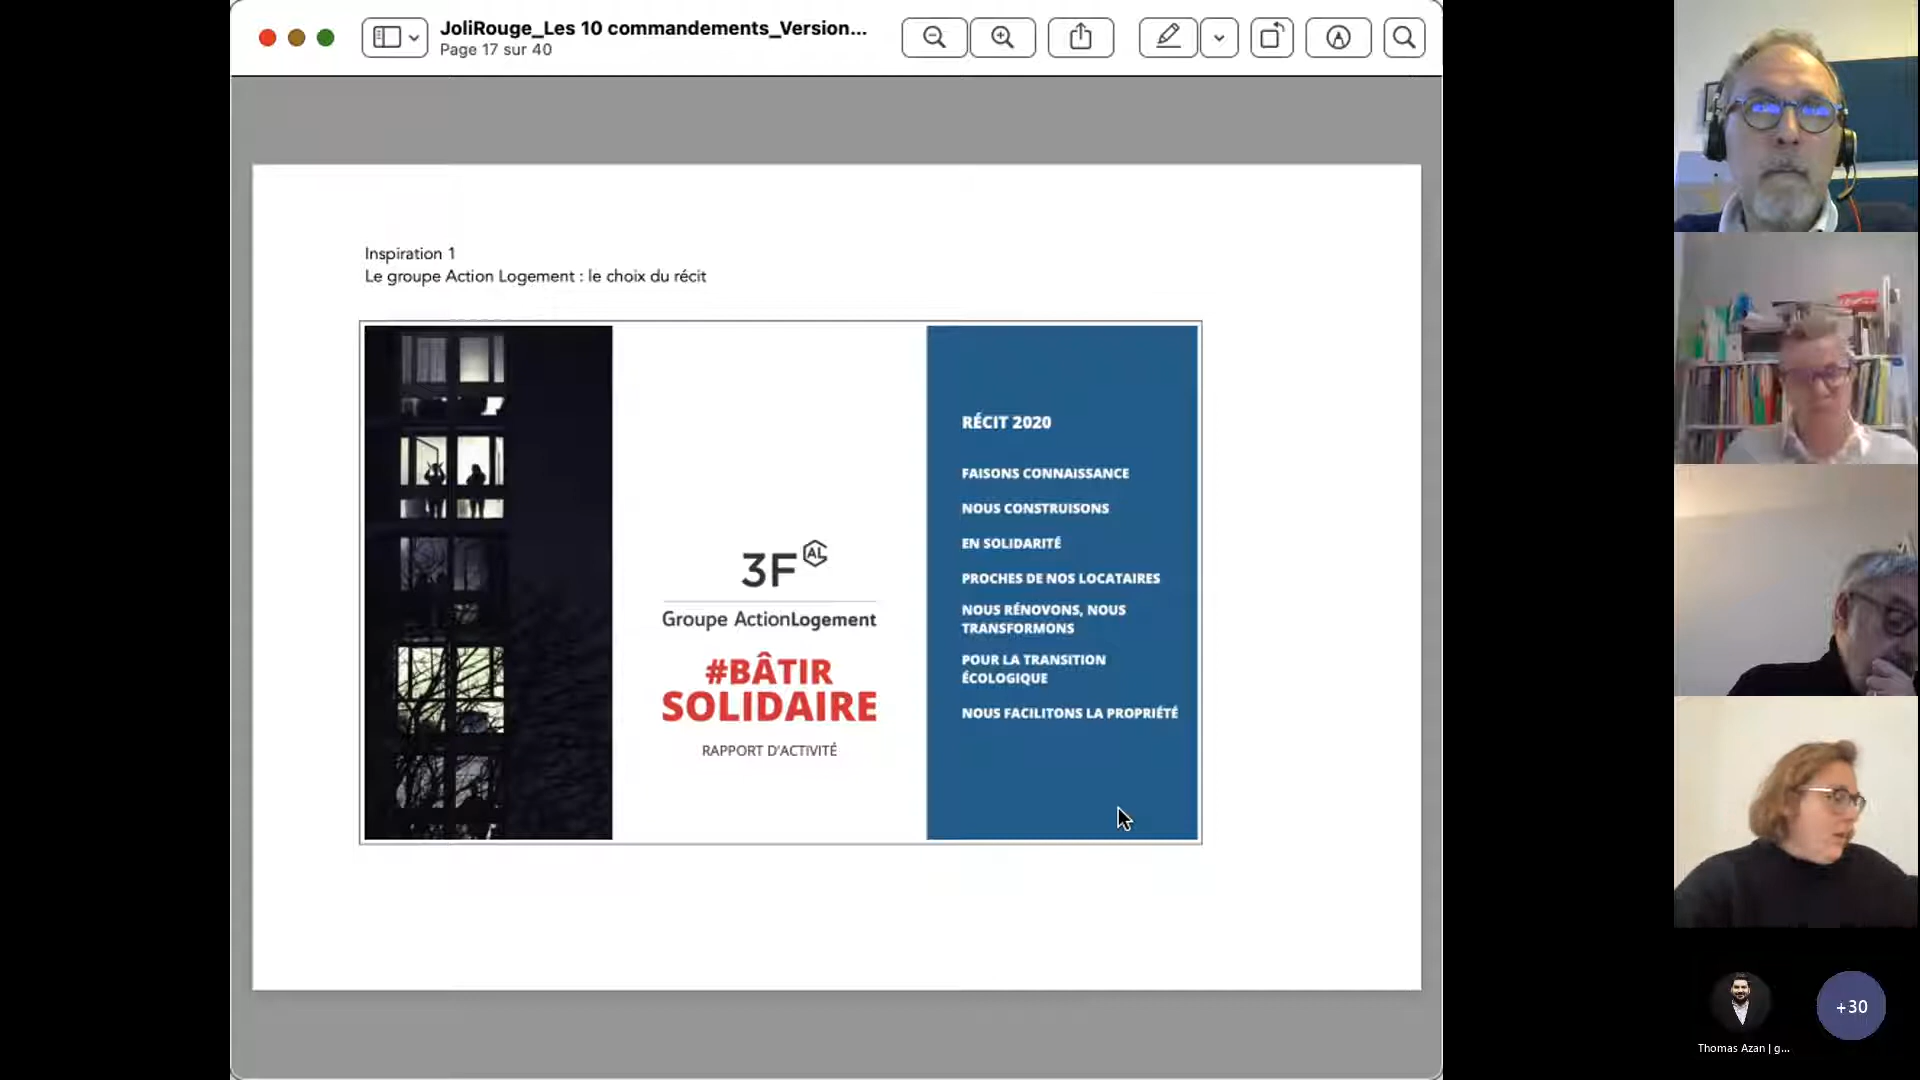 JoliRouge_Les 10 commandements_Version...
Page 17 sur 40
Inspiration 1
Le groupe Action Logement : le choix du récit
3F AL
Groupe ActionLogement
#BÂTIR
SOLIDAIRE
RAPPORT D'ACTIVITÉ
RÉCIT 2020
FAISONS CONNAISSANCE
NOUS CONSTRUISONS
EN SOLIDARITÉ
PROCHES DE NOS LOCATAIRES
NOUS RÉNOVONS, NOUS
TRANSFORMONS
POUR LA TRANSITION
ÉCOLOGIQUE
NOUS FACILITONS LA PROPRIÉTÉ
+30
Thomas Azan | g...